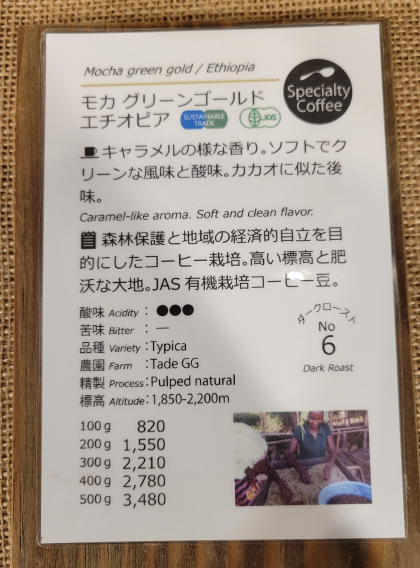 Mocha green gold / Ethiopia
Specialty
Coffee
モカ グリーンゴールド
エチオピア
SUSTAINABLE
TRADE
JAS
キャラメルの様な香り。ソフトでク
リーンな風味と酸味。カカオに似た後
味。
Caramel-like aroma. Soft and clean flavor.
森林保護と地域の経済的自立を目
的にしたコーヒー栽培。高い標高と肥
沃な大地。JAS 有機栽培コーヒー豆。
酸味 Acidity : ●●●
苦味 Bitter : —
品種 Variety :Typica
農園 Farm :Tade GG
精製 Process:Pulped natural
標高 Altitude:1,850-2,200m
ダークロースト
No
6
Dark Roast
100g 820
200g 1,550
300g 2,210
400g 2,780
500g 3,480